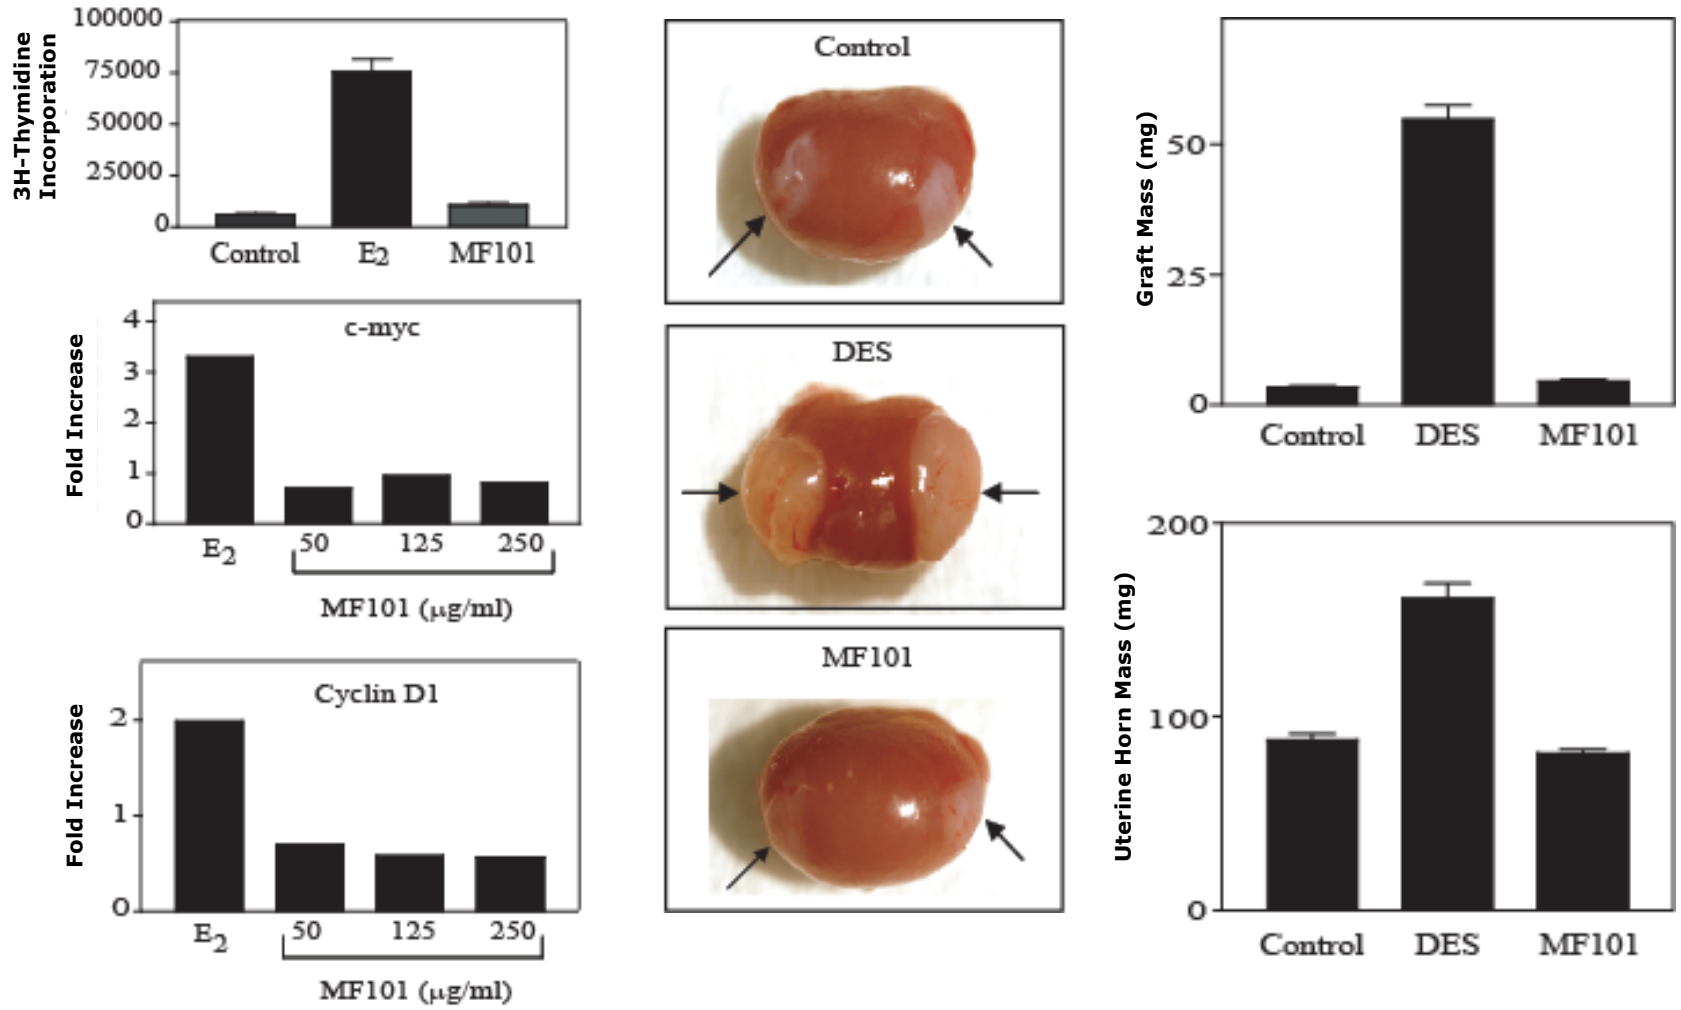 3H-Thymidine
Incorporation
100000
75000
50000
25000
0
Control E2 MF101
Fold Increase
c-myc
4
3
2
1
0
E2 50 125 250
MF101 (µg/ml)
Fold Increase
Cyclin D1
2
1
0
E2 50 125 250
MF101 (µg/ml)
Control
DES
MF101
Graft Mass (mg)
50
25
0
Control DES MF101
Uterine Horn Mass (mg)
200
100
0
Control DES MF101